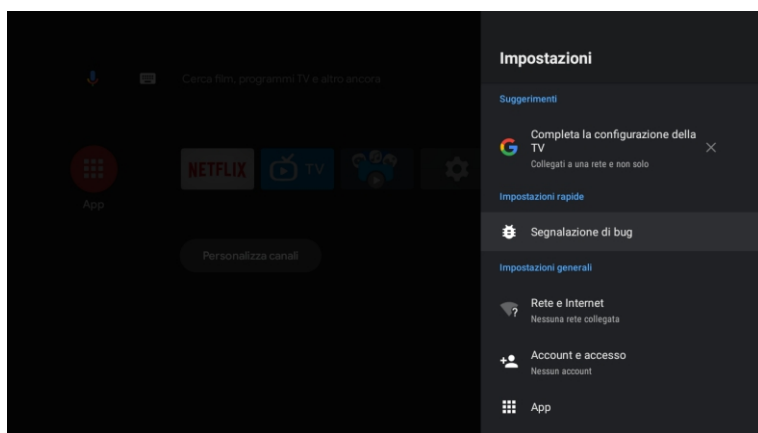 Impostazioni
Suggerimenti
Completa la configurazione della
TV
Collegati a una rete e non solo
Impostazioni rapide
Segnalazione di bug
Impostazioni generali
Rete e Internet
Nessuna rete collegata
Account e accesso
Nessun account
App
Cerca film, programmi TV e altro ancora
NETFLIX
TV
App
Personalizza canali